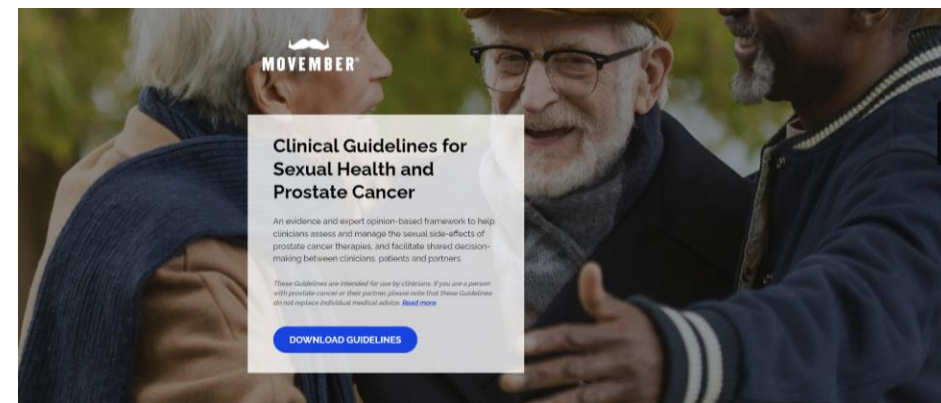 MOVEMBER®
Clinical Guidelines for
Sexual Health and
Prostate Cancer
An evidence and expert opinion-based framework to help
clinicians assess and manage the sexual side-effects of
prostate cancer therapies, and facilitate shared decision-
making between clinicians, patients and partners.
These Guidelines are intended for use by clinicians. If you are a person
with prostate cancer or their partner, please note that these Guidelines
do not replace individual medical advice. Read more
DOWNLOAD GUIDELINES